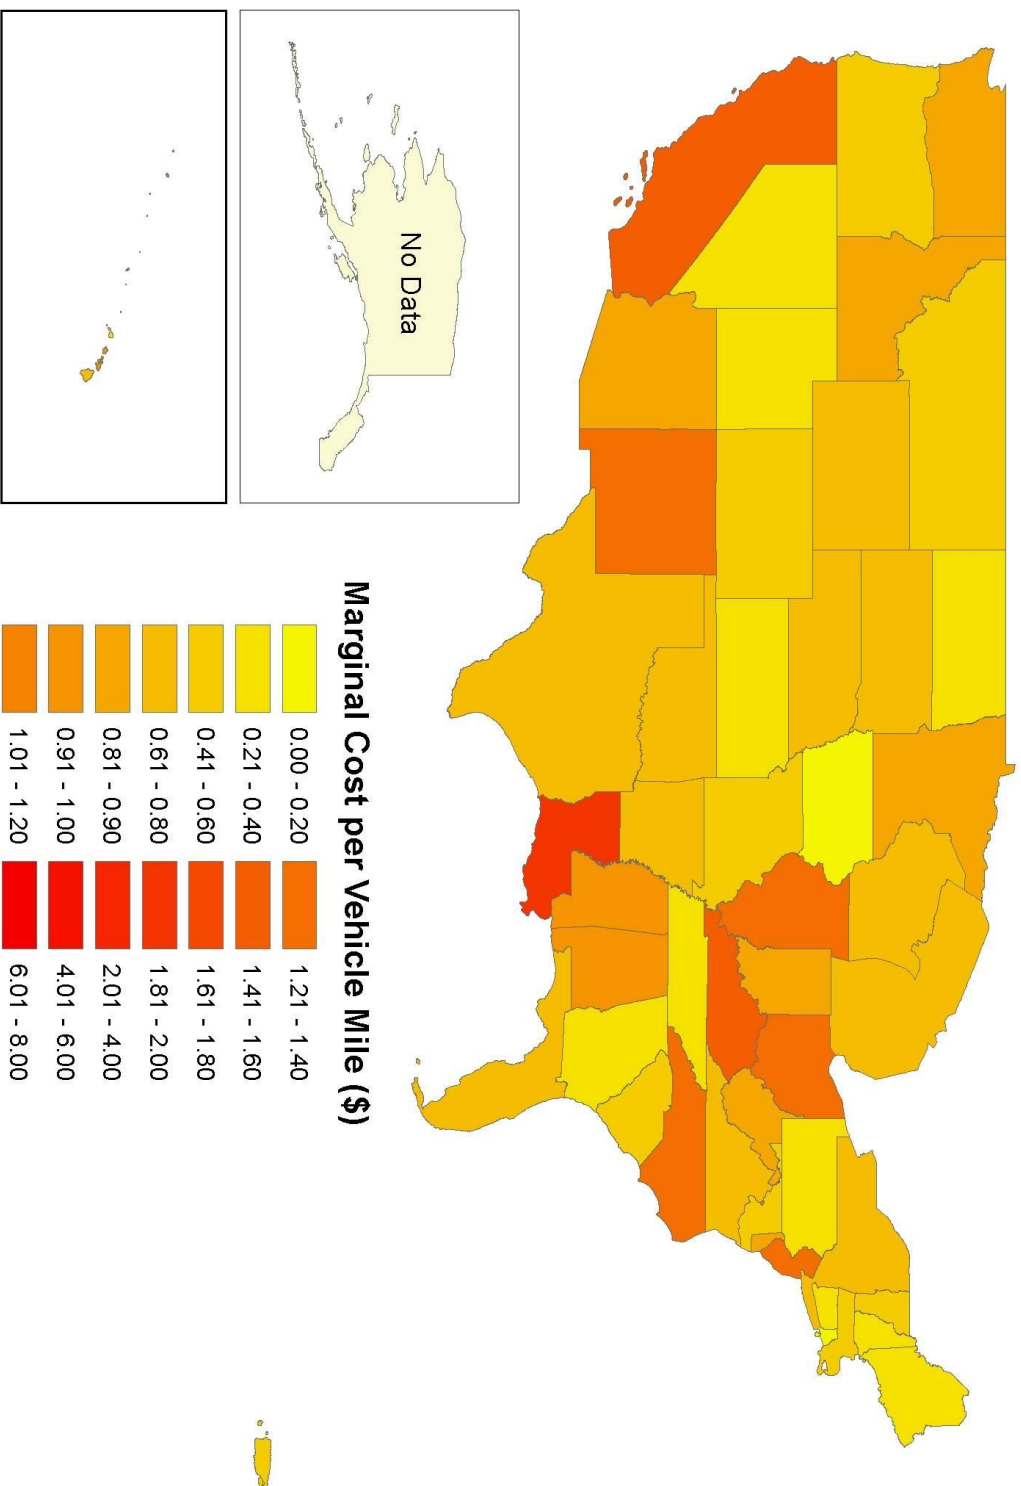 No Data
Marginal Cost per Vehicle Mile ($)
0.00 - 0.20
0.21 - 0.40
0.41 - 0.60
0.61 - 0.80
0.81 - 0.90
0.91 - 1.00
1.01 - 1.20
1.21 - 1.40
1.41 - 1.60
1.61 - 1.80
1.81 - 2.00
2.01 - 4.00
4.01 - 6.00
6.01 - 8.00